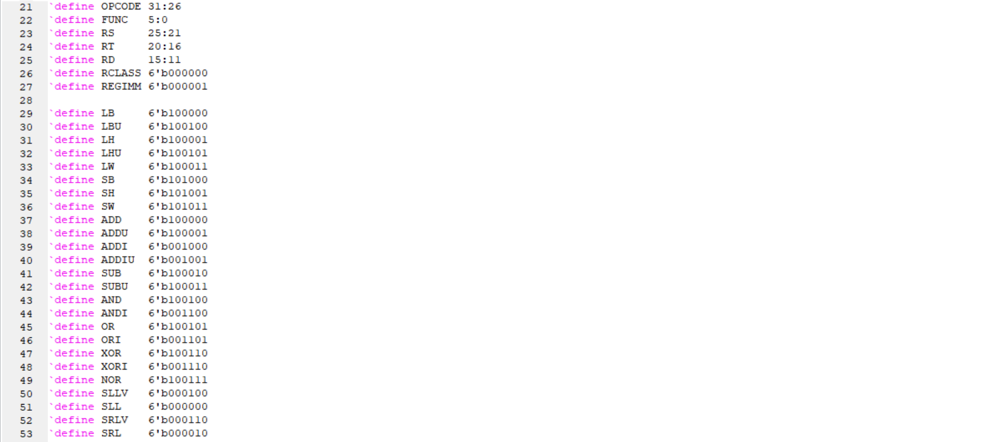 21 `define OPCODE 31:26
22 `define FUNC 5:0
23 `define RS 25:21
24 `define RT 20:16
25 `define RD 15:11
26 `define RCLASS 6'b000000
27 `define REGIMM 6'b000001
28
29 `define LB 6'b100000
30 `define LBU 6'b100100
31 `define LH 6'b100001
32 `define LHU 6'b100101
33 `define LW 6'b100011
34 `define SB 6'b101000
35 `define SH 6'b101001
36 `define SW 6'b101011
37 `define ADD 6'b100000
38 `define ADDU 6'b100001
39 `define ADDI 6'b001000
40 `define ADDIU 6'b001001
41 `define SUB 6'b100010
42 `define SUBU 6'b100011
43 `define AND 6'b100100
44 `define ANDI 6'b001100
45 `define OR 6'b100101
46 `define ORI 6'b001101
47 `define XOR 6'b100110
48 `define XORI 6'b001110
49 `define NOR 6'b100111
50 `define SLLV 6'b000100
51 `define SLL 6'b000000
52 `define SRLV 6'b000110
53 `define SRL 6'b000010